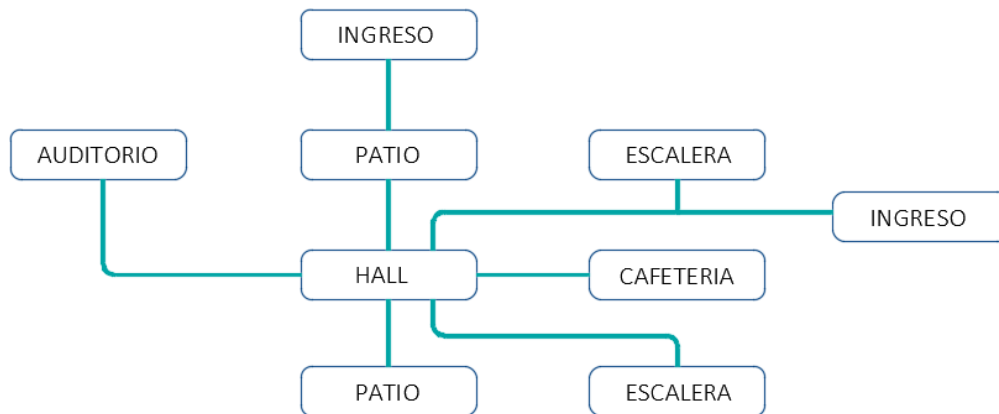 INGRESO
AUDITORIO
PATIO
ESCALERA
INGRESO
HALL
CAFETERIA
PATIO
ESCALERA